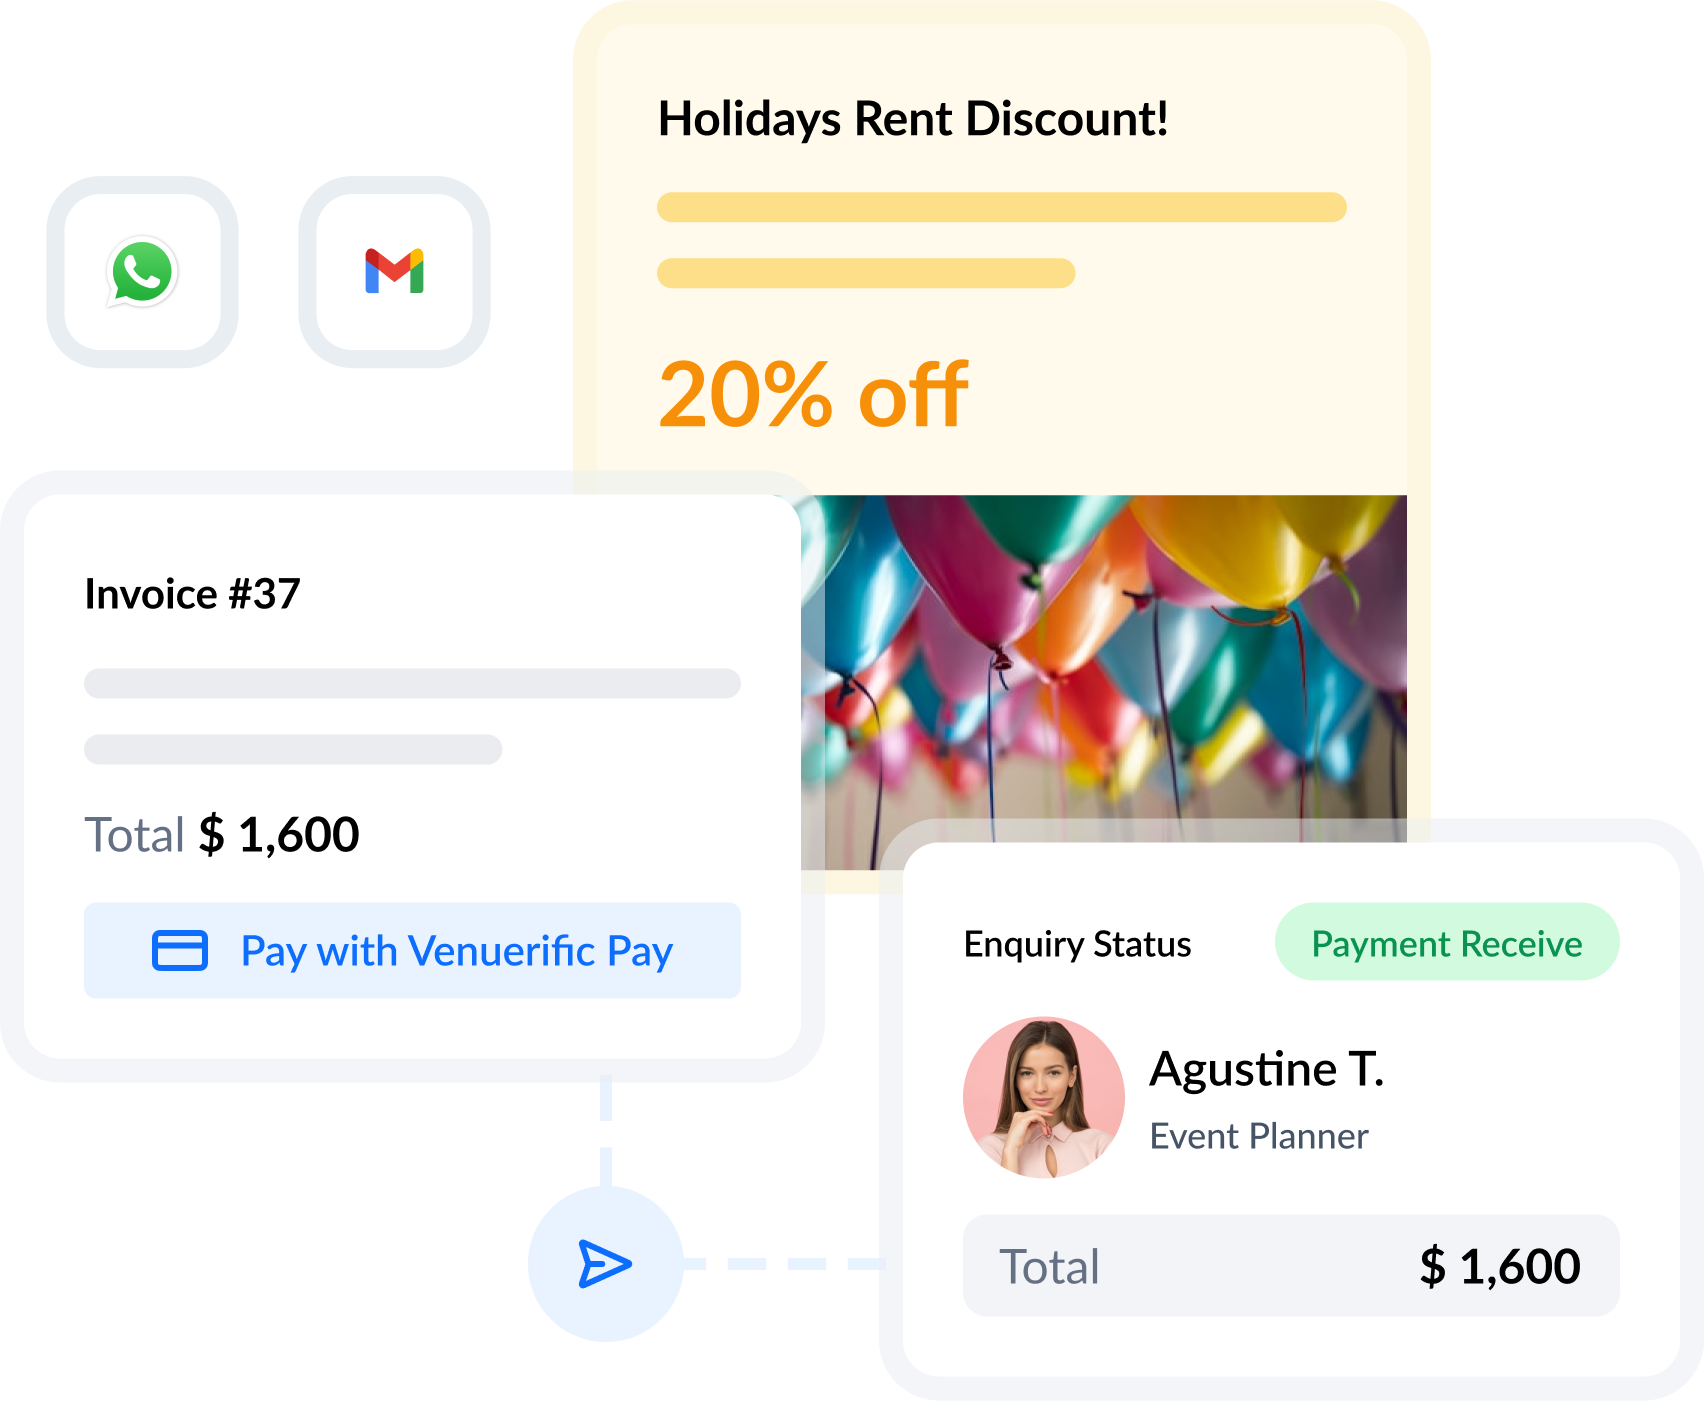 Holidays Rent Discount!
20% off
Invoice #37
Total $ 1,600
Pay with Venuerific Pay
Enquiry Status
Payment Receive
Agustine T.
Event Planner
Total $ 1,600